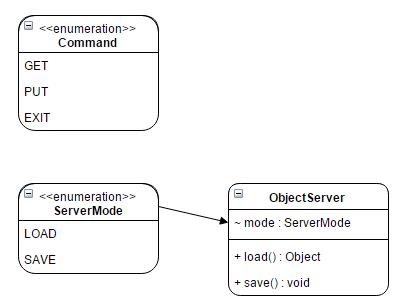 <<enumeration>>
Command
GET
PUT
EXIT
<<enumeration>>
ServerMode
LOAD
SAVE
ObjectServer
~ mode : ServerMode
+ load() : Object
+ save() : void